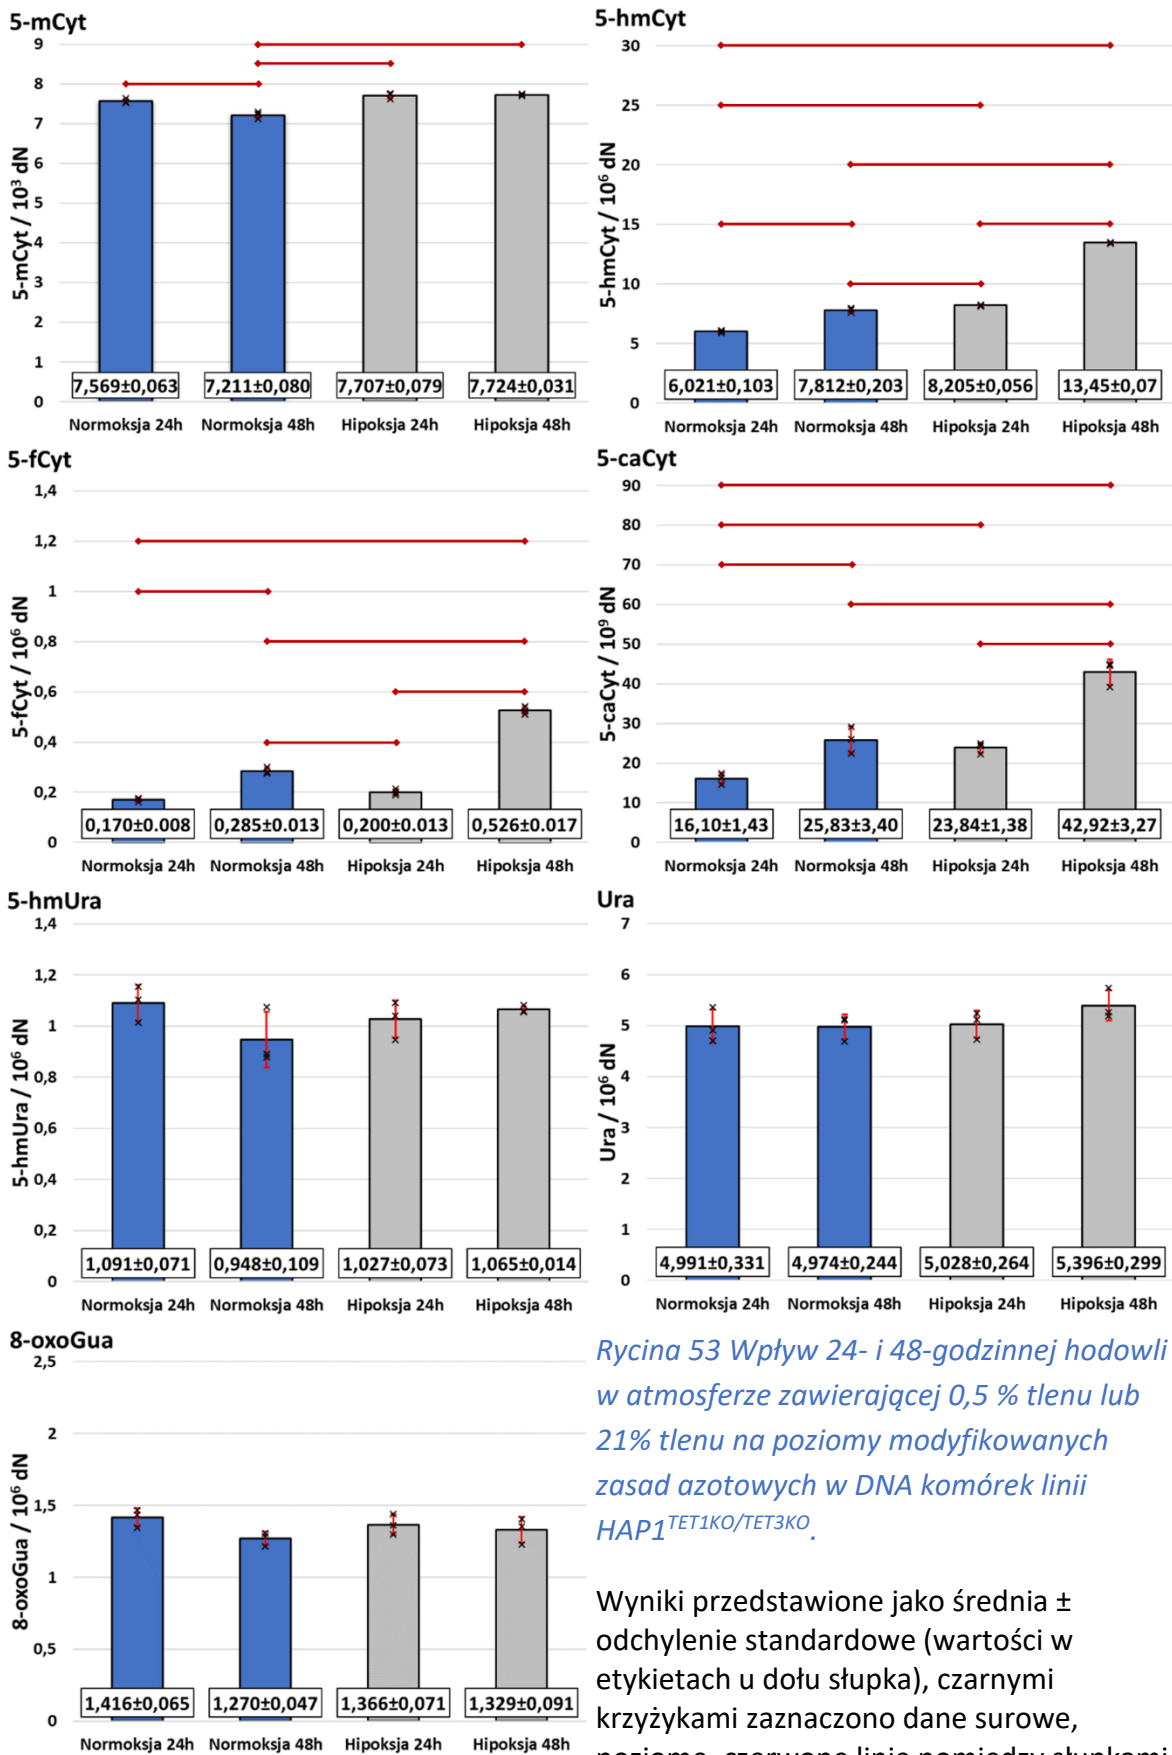 5-mCyt
9
8
7
6
5
4
3
2
1
0
5-mCyt / 10³ dN
7,569±0,063 7,211±0,080 7,707±0,079 7,724±0,031
Normoksja 24h Normoksja 48h Hipoksja 24h Hipoksja 48h
5-hmCyt
30
25
20
15
10
5
0
5-hmCyt / 10⁶ dN
6,021±0,103 7,812±0,203 8,205±0,056 13,45±0,07
Normoksja 24h Normoksja 48h Hipoksja 24h Hipoksja 48h
5-fCyt
1,4
1,2
1
0,8
0,6
0,4
0,2
0
5-fCyt / 10⁶ dN
0,170±0.008 0,285±0.013 0,200±0.013 0,526±0.017
Normoksja 24h Normoksja 48h Hipoksja 24h Hipoksja 48h
5-caCyt
90
80
70
60
50
40
30
20
10
0
5-caCyt / 10⁹ dN
16,10±1,43 25,83±3,40 23,84±1,38 42,92±3,27
Normoksja 24h Normoksja 48h Hipoksja 24h Hipoksja 48h
5-hmUra
1,4
1,2
1
0,8
0,6
0,4
0,2
0
5-hmUra / 10⁶ dN
1,091±0,071 0,948±0,109 1,027±0,073 1,065±0,014
Normoksja 24h Normoksja 48h Hipoksja 24h Hipoksja 48h
Ura
7
6
5
4
3
2
1
0
Ura / 10⁶ dN
4,991±0,331 4,974±0,244 5,028±0,264 5,396±0,299
Normoksja 24h Normoksja 48h Hipoksja 24h Hipoksja 48h
8-oxoGua
2,5
2
1,5
1
0,5
0
8-oxoGua / 10⁶ dN
1,416±0,065 1,270±0,047 1,366±0,071 1,329±0,091
Normoksja 24h Normoksja 48h Hipoksja 24h Hipoksja 48h
Rycina 53 Wpływ 24- i 48-godzinnej hodowli
w atmosferze zawierającej 0,5 % tlenu lub
21% tlenu na poziomy modyfikowanych
zasad azotowych w DNA komórek linii
HAP1ᵀᴱᵀ¹ᴷᴼ/ᵀᴱᵀ³ᴷᴼ.
Wyniki przedstawione jako średnia ±
odchylenie standardowe (wartości w
etykietach u dołu słupka), czarnymi
krzyżykami zaznaczono dane surowe,
poziome, czerwone linie pomiędzy słupkami